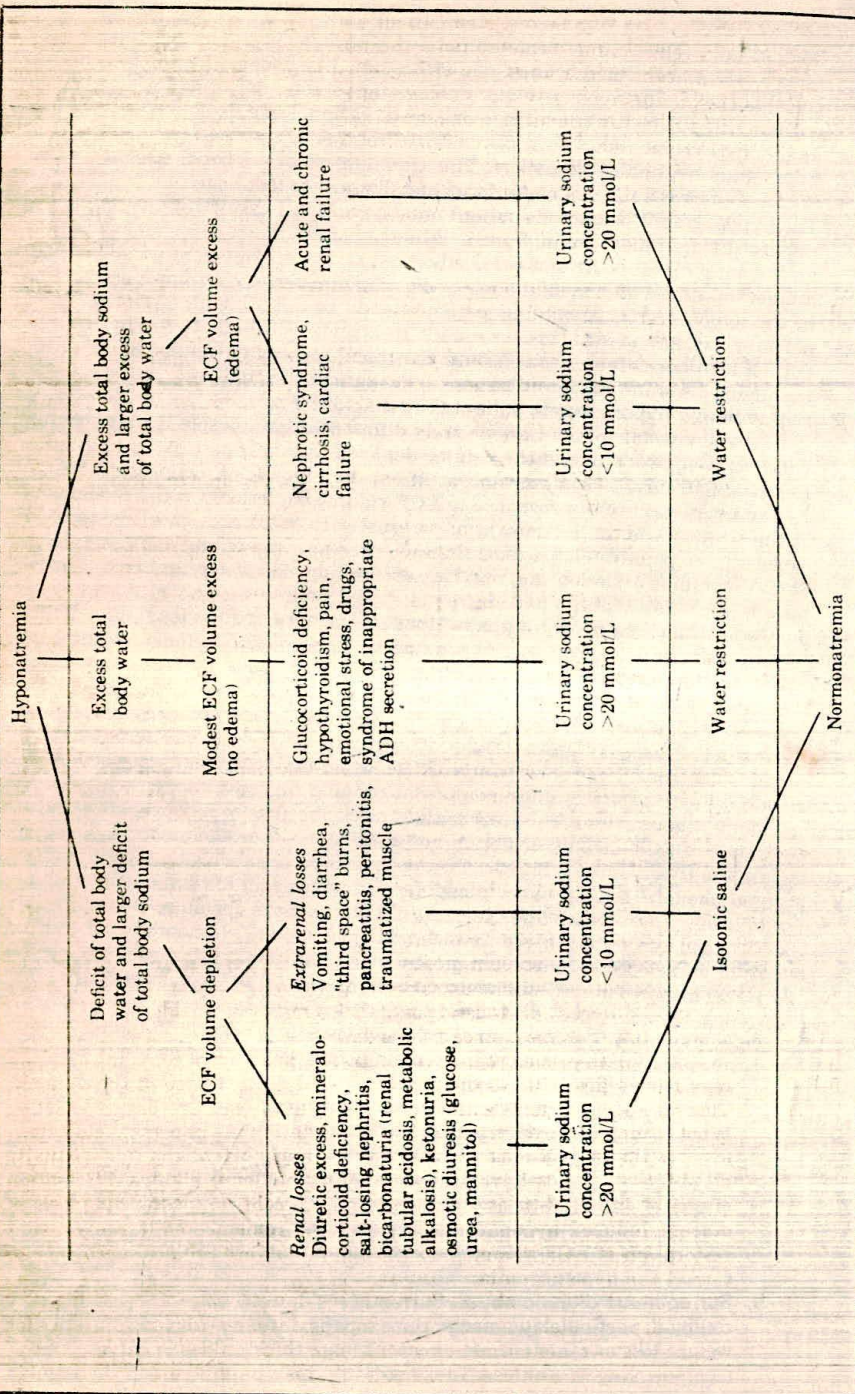 Hyponatremia
Deficit of total body
water and larger deficit
of total body sodium
Excess total
body water
Excess total body sodium
and larger excess
of total body water
ECF volume depletion
Modest ECF volume excess
(no edema)
ECF volume excess
(edema)
Renal losses
Diuretic excess, mineralo-
corticoid deficiency,
salt-losing nephritis,
bicarbonaturia (renal
tubular acidosis, metabolic
alkalosis), ketonuria,
osmotic diuresis (glucose,
urea, mannitol)
Extrarenal losses
Vomiting, diarrhea,
"third space" burns,
pancreatitis, peritonitis,
traumatized muscle
Glucocorticoid deficiency,
hypothyroidism, pain,
emotional stress, drugs,
syndrome of inappropriate
ADH secretion
Nephrotic syndrome,
cirrhosis, cardiac
failure
Acute and chronic
renal failure
Urinary sodium
concentration
>20 mmol/L
Urinary sodium
concentration
<10 mmol/L
Urinary sodium
concentration
>20 mmol/L
Urinary sodium
concentration
<10 mmol/L
Urinary sodium
concentration
>20 mmol/L
Isotonic saline
Water restriction
Water restriction
Normonatremia